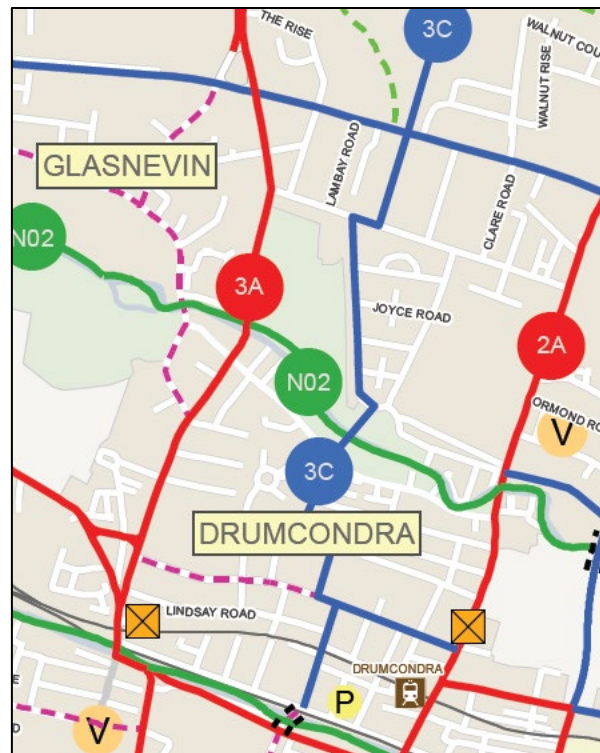 THE RISE
3C
WALNUT COU
WALNUT RISE
GLASNEVIN
LAMBAY ROAD
CLARE ROAD
N02
3A
JOYCE ROAD
2A
N02
ORMOND RO
V
3C
DRUMCONDRA
LINDSAY ROAD
DRUMCONDRA
P
V
E
D